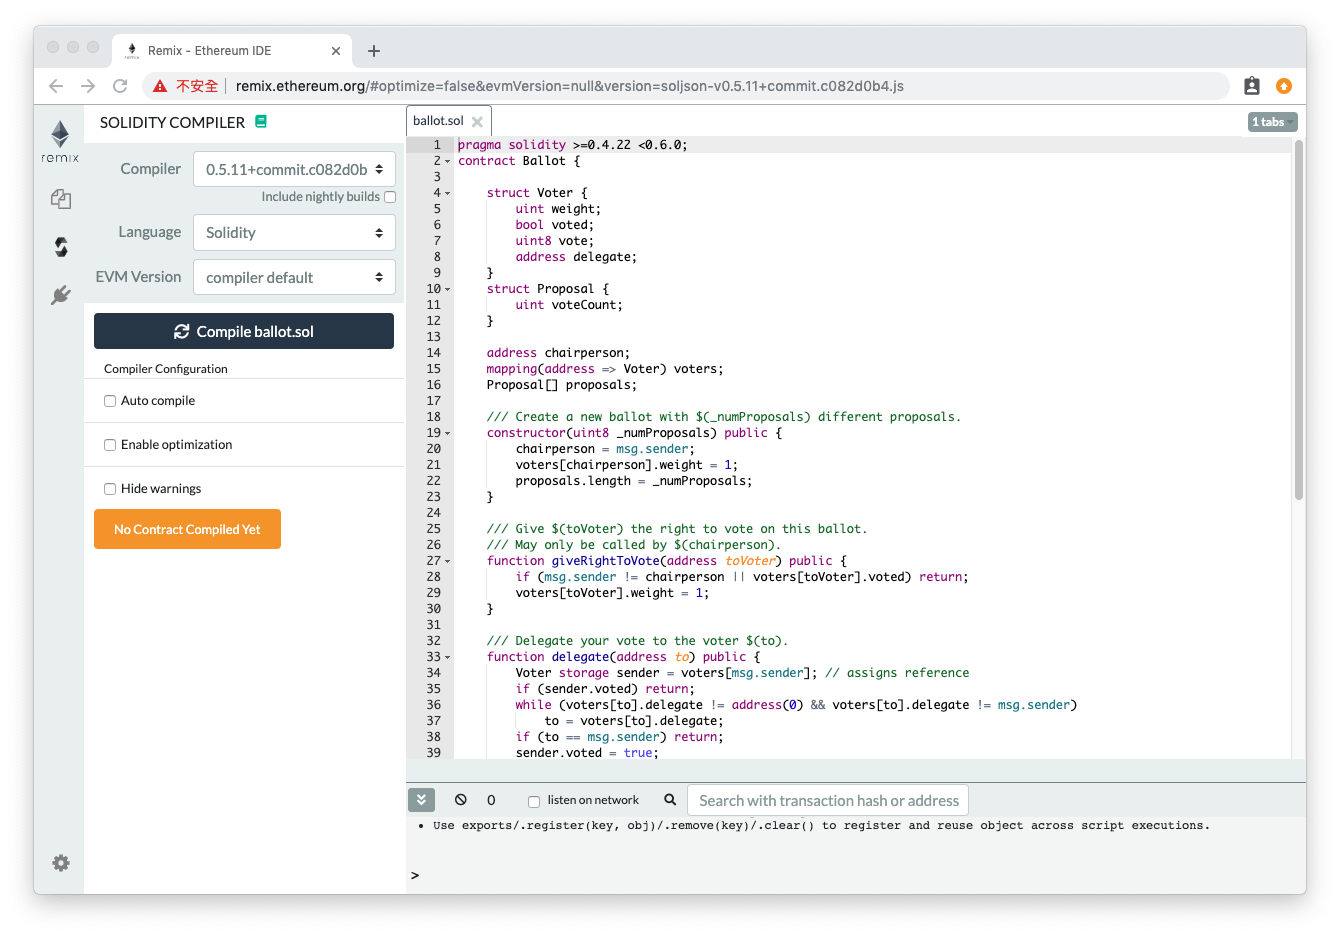 Remix - Ethereum IDE
不安全 remix.ethereum.org/#optimize=false&evmVersion=null&version=soljson-v0.5.11+commit.c082d0b4.js
remix
SOLIDITY COMPILER
Compiler 0.5.11+commit.c082d0b
Include nightly builds
Language Solidity
EVM Version compiler default
Compile ballot.sol
Compiler Configuration
Auto compile
Enable optimization
Hide warnings
No Contract Compiled Yet
ballot.sol
1 tabs
1 pragma solidity >=0.4.22 <0.6.0;
2 contract Ballot {
3
4 struct Voter {
5 uint weight;
6 bool voted;
7 uint8 vote;
8 address delegate;
9 }
10 struct Proposal {
11 uint voteCount;
12 }
13
14 address chairperson;
15 mapping(address => Voter) voters;
16 Proposal[] proposals;
17
18 /// Create a new ballot with $(_numProposals) different proposals.
19 constructor(uint8 _numProposals) public {
20 chairperson = msg.sender;
21 voters[chairperson].weight = 1;
22 proposals.length = _numProposals;
23 }
24
25 /// Give $(toVoter) the right to vote on this ballot.
26 /// May only be called by $(chairperson).
27 function giveRightToVote(address toVoter) public {
28 if (msg.sender != chairperson || voters[toVoter].voted) return;
29 voters[toVoter].weight = 1;
30 }
31
32 /// Delegate your vote to the voter $(to).
33 function delegate(address to) public {
34 Voter storage sender = voters[msg.sender]; // assigns reference
35 if (sender.voted) return;
36 while (voters[to].delegate != address(0) && voters[to].delegate != msg.sender)
37 to = voters[to].delegate;
38 if (to == msg.sender) return;
39 sender.voted = true;
0 listen on network Search with transaction hash or address
• Use exports/.register(key, obj)/.remove(key)/.clear() to register and reuse object across script executions.
>